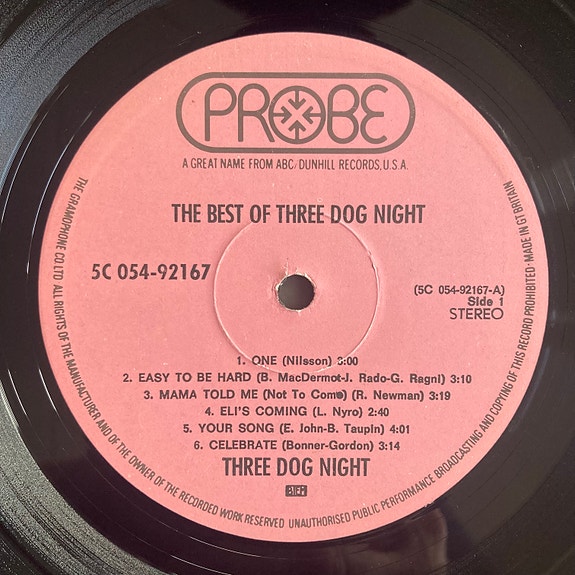 PROBE
A GREAT NAME FROM ABC/DUNHILL RECORDS, U.S.A.
THE BEST OF THREE DOG NIGHT
5C 054-92167
(5C 054-92167-A)
Side 1
STEREO
1. ONE (Nilsson) 3:00
2. EASY TO BE HARD (B. MacDermot-J. Rado-G. Ragni) 3:10
3. MAMA TOLD ME (Not To Come) (R. Newman) 3:19
4. ELI'S COMING (L. Nyro) 2:40
5. YOUR SONG (E. John-B. Taupin) 4:01
6. CELEBRATE (Bonner-Gordon) 3:14
THREE DOG NIGHT
THE GRAMOPHONE CO LTD ALL RIGHTS OF THE MANUFACTURER AND OF THE OWNER OF THE RECORDED WORK RESERVED UNAUTHORISED PUBLIC PERFORMANCE BROADCASTING AND COPYING OF THIS RECORD PROHIBITED · MADE IN GT BRITAIN